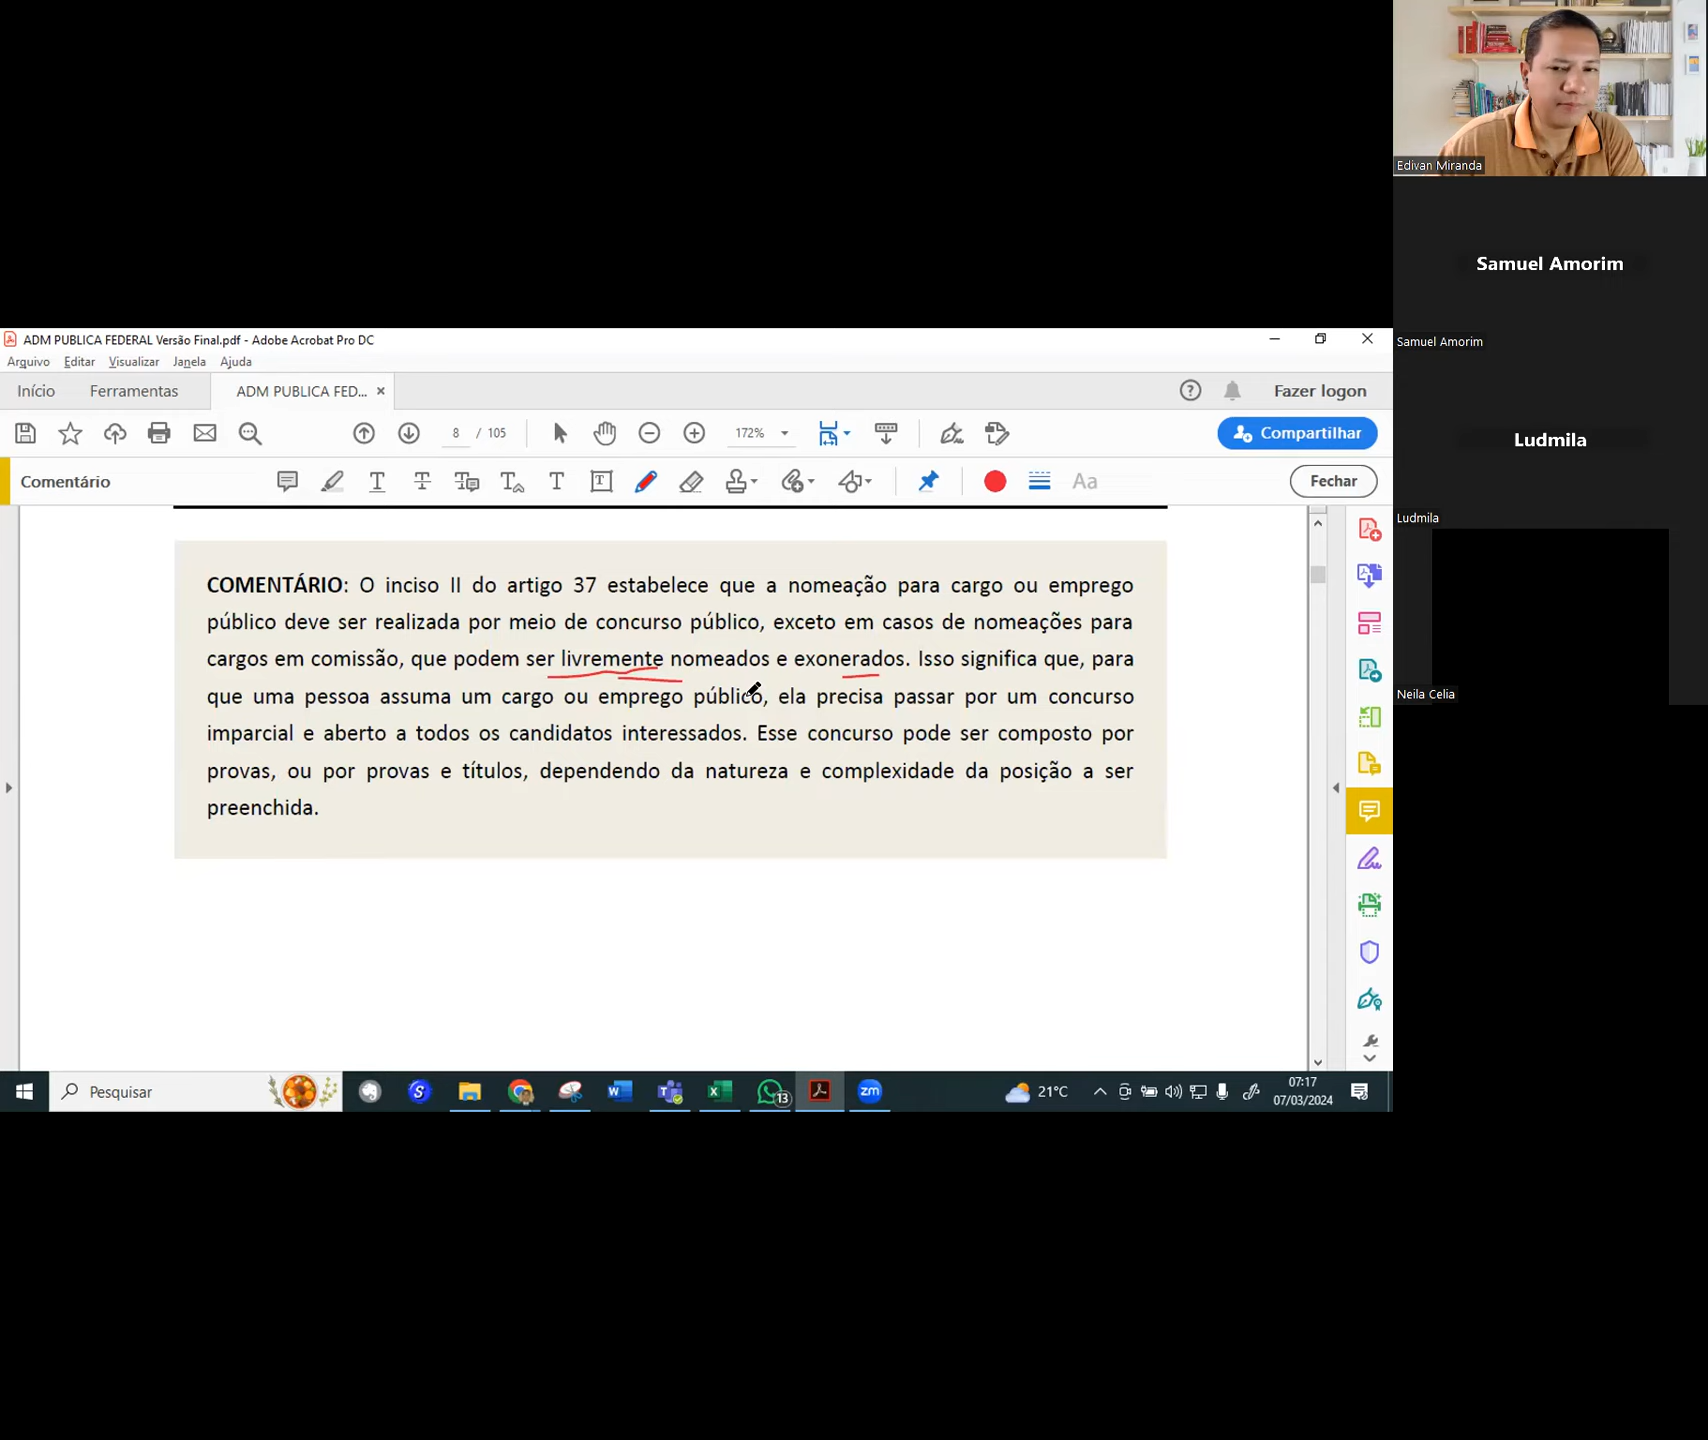 Edivan Miranda
Samuel Amorim
Samuel Amorim
Ludmila
Ludmila
Neila Celia
ADM PUBLICA FEDERAL Versão Final.pdf - Adobe Acrobat Pro DC
Arquivo Editar Visualizar Janela Ajuda
Início Ferramentas ADM PUBLICA FED... × Fazer logon
8 / 105 172% Compartilhar
Comentário Aa Fechar
COMENTÁRIO: O inciso II do artigo 37 estabelece que a nomeação para cargo ou emprego
público deve ser realizada por meio de concurso público, exceto em casos de nomeações para
cargos em comissão, que podem ser livremente nomeados e exonerados. Isso significa que, para
que uma pessoa assuma um cargo ou emprego público, ela precisa passar por um concurso
imparcial e aberto a todos os candidatos interessados. Esse concurso pode ser composto por
provas, ou por provas e títulos, dependendo da natureza e complexidade da posição a ser
preenchida.
Pesquisar 13 zm 21°C 07:17
07/03/2024